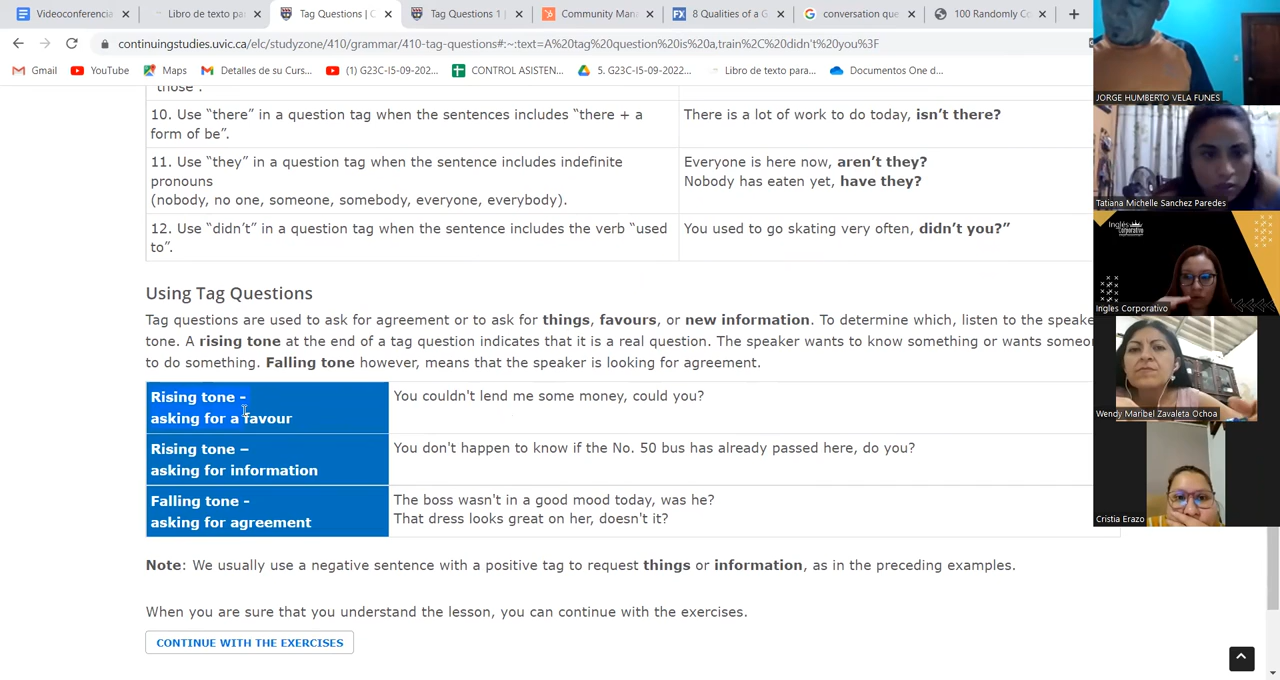 Videoconferencia
Libro de texto par
Tag Questions | C
Tag Questions 1 |
Community Man
8 Qualities of a G
conversation que
100 Randomly Co
continuingstudies.uvic.ca/elc/studyzone/410/grammar/410-tag-questions#:~:text=A%20tag%20question%20is%20a,train%2C%20didn't%20you%3F
Gmail
YouTube
Maps
Detalles de su Curs...
(1) G23C-I5-09-202...
CONTROL ASISTEN...
5. G23C-I5-09-2022...
Libro de texto para...
Documentos One d...
those".
10. Use "there" in a question tag when the sentences includes "there + a
form of be".
There is a lot of work to do today, isn't there?
11. Use "they" in a question tag when the sentence includes indefinite
pronouns
(nobody, no one, someone, somebody, everyone, everybody).
Everyone is here now, aren't they?
Nobody has eaten yet, have they?
12. Use "didn't" in a question tag when the sentence includes the verb "used
to".
You used to go skating very often, didn't you?"
Using Tag Questions
Tag questions are used to ask for agreement or to ask for things, favours, or new information. To determine which, listen to the speake
tone. A rising tone at the end of a tag question indicates that it is a real question. The speaker wants to know something or wants someo
to do something. Falling tone however, means that the speaker is looking for agreement.
Rising tone -
asking for a favour
You couldn't lend me some money, could you?
Rising tone –
asking for information
You don't happen to know if the No. 50 bus has already passed here, do you?
Falling tone -
asking for agreement
The boss wasn't in a good mood today, was he?
That dress looks great on her, doesn't it?
Note: We usually use a negative sentence with a positive tag to request things or information, as in the preceding examples.
When you are sure that you understand the lesson, you can continue with the exercises.
CONTINUE WITH THE EXERCISES
JORGE HUMBERTO VELA FUNES
Tatiana Michelle Sanchez Paredes
Inglés
Corporativo
Ingles Corporativo
Wendy Maribel Zavaleta Ochoa
Cristia Erazo